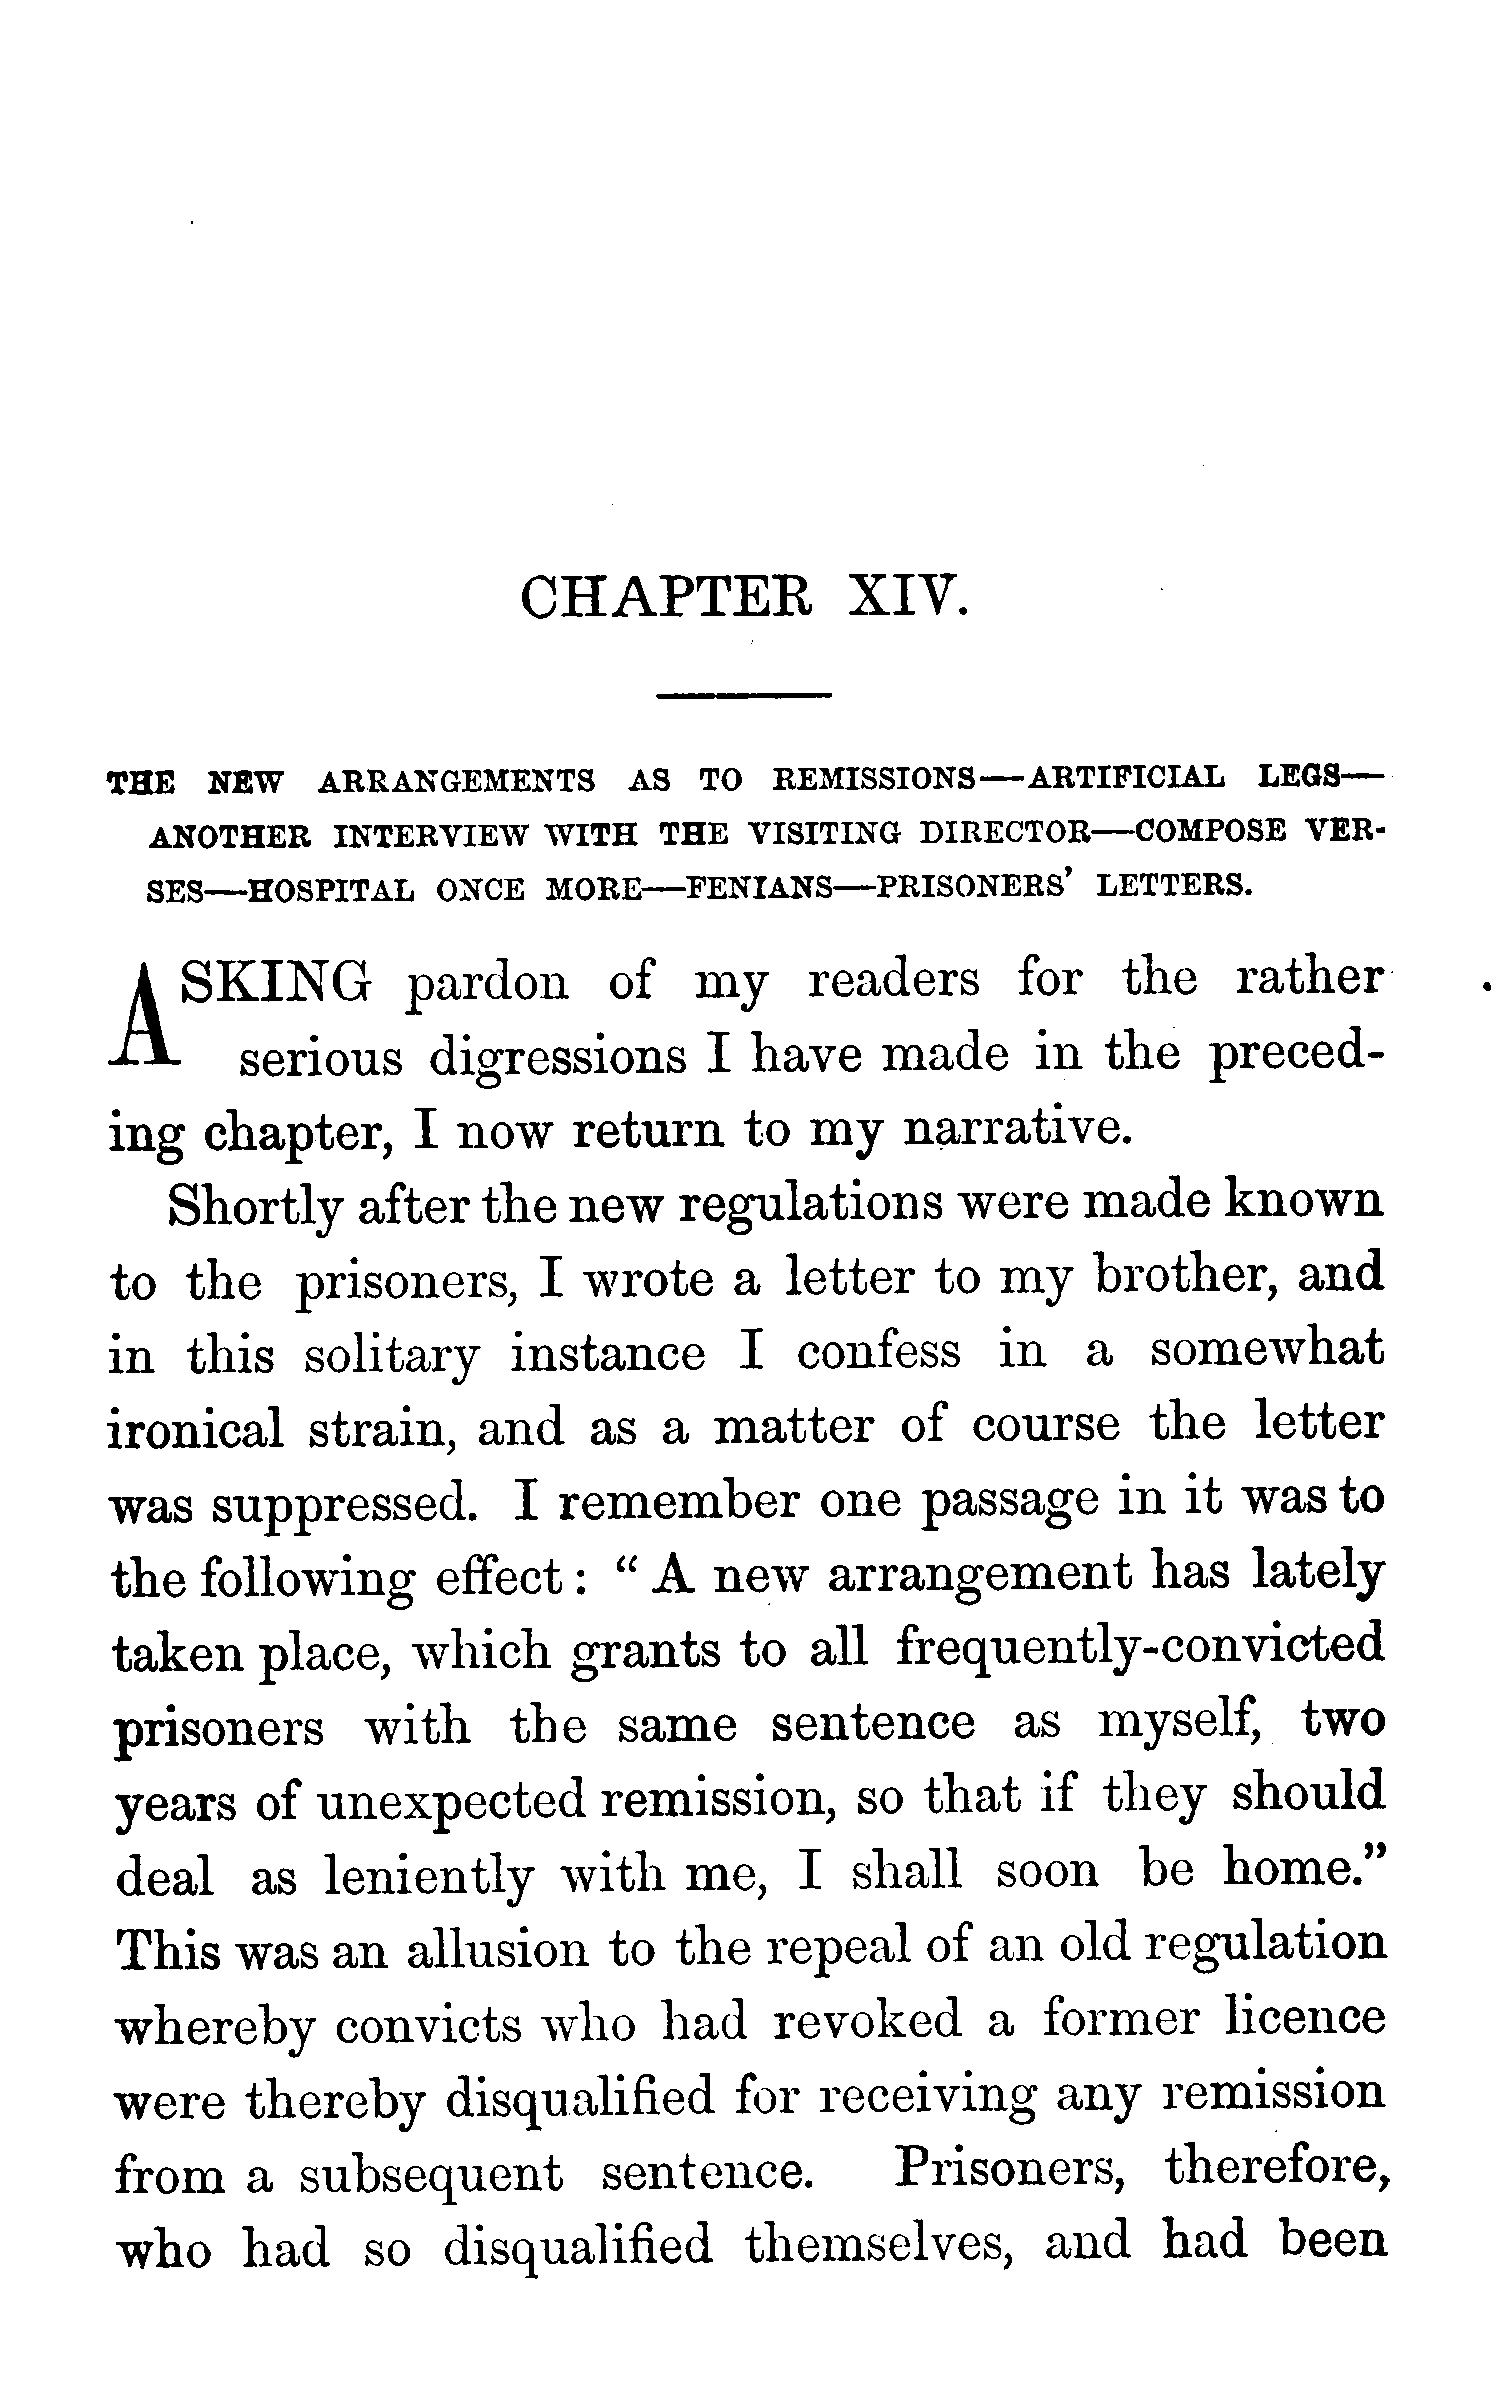 CHAPTER XIV.
THE NEW ARRANGEMENTS AS TO REMISSIONS—ARTIFICIAL LEGS—
ANOTHER INTERVIEW WITH THE VISITING DIRECTOR—COMPOSE VER-
SES—HOSPITAL ONCE MORE—FENIANS—PRISONERS' LETTERS.
ASKING pardon of my readers for the rather
serious digressions I have made in the preced-
ing chapter, I now return to my narrative.
Shortly after the new regulations were made known
to the prisoners, I wrote a letter to my brother, and
in this solitary instance I confess in a somewhat
ironical strain, and as a matter of course the letter
was suppressed. I remember one passage in it was to
the following effect: “A new arrangement has lately
taken place, which grants to all frequently-convicted
prisoners with the same sentence as myself, two
years of unexpected remission, so that if they should
deal as leniently with me, I shall soon be home.”
This was an allusion to the repeal of an old regulation
whereby convicts who had revoked a former licence
were thereby disqualified for receiving any remission
from a subsequent sentence. Prisoners, therefore,
who had so disqualified themselves, and had been